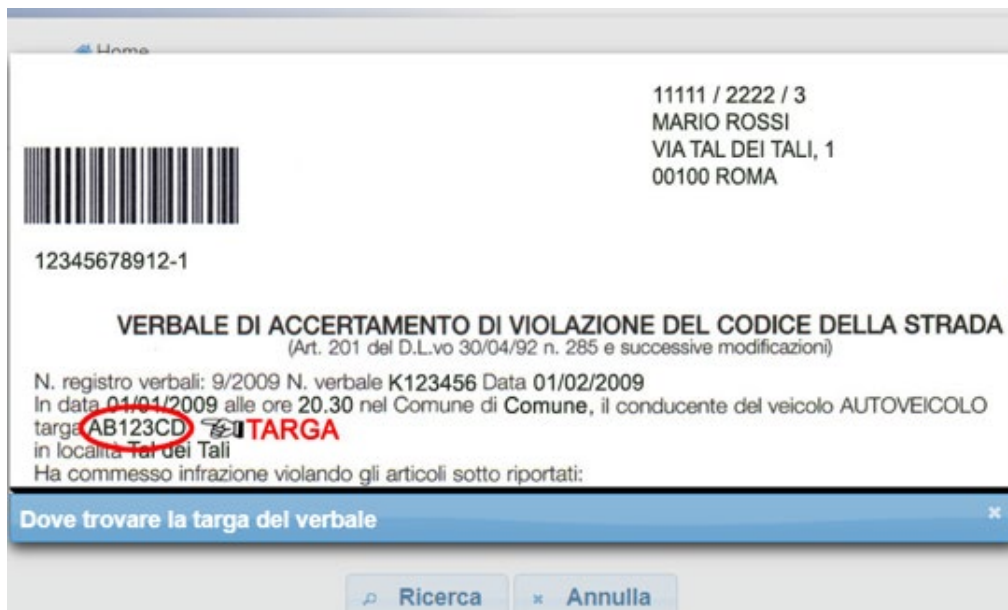 Home
11111 / 2222 / 3
MARIO ROSSI
VIA TAL DEI TALI, 1
00100 ROMA
12345678912-1
VERBALE DI ACCERTAMENTO DI VIOLAZIONE DEL CODICE DELLA STRADA
(Art. 201 del D.L.vo 30/04/92 n. 285 e successive modificazioni)
N. registro verbali: 9/2009 N. verbale K123456 Data 01/02/2009
In data 01/01/2009 alle ore 20.30 nel Comune di Comune, il conducente del veicolo AUTOVEICOLO
targa AB123CD TARGA
in località Tal dei Tali
Ha commesso infrazione violando gli articoli sotto riportati:
Dove trovare la targa del verbale
Ricerca Annulla